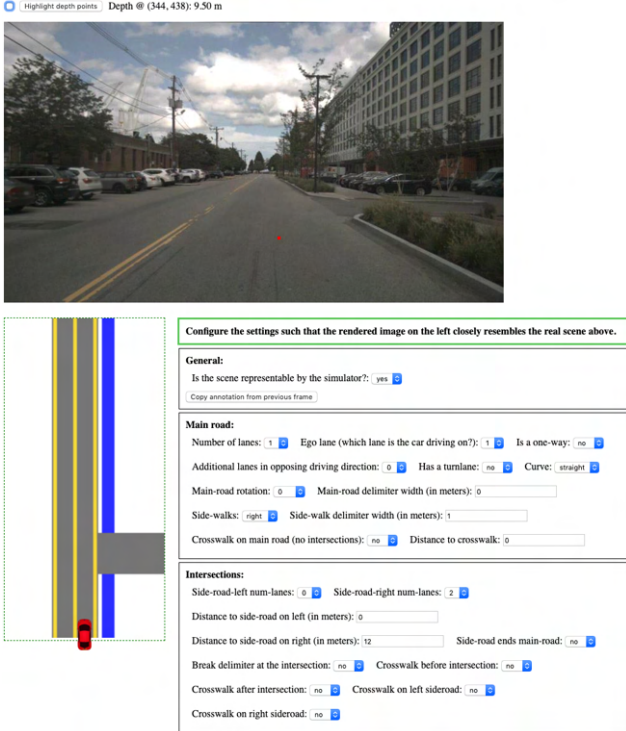 Highlight depth points Depth @ (344, 438): 9.50 m
Configure the settings such that the rendered image on the left closely resembles the real scene above.
General:
Is the scene representable by the simulator?: yes
Copy annotation from previous frame
Main road:
Number of lanes: 1 Ego lane (which lane is the car driving on?): 1 Is a one-way: no
Additional lanes in opposing driving direction: 0 Has a turnlane: no Curve: straight
Main-road rotation: 0 Main-road delimiter width (in meters): 0
Side-walks: right Side-walk delimiter width (in meters): 1
Crosswalk on main road (no intersections): no Distance to crosswalk: 0
Intersections:
Side-road-left num-lanes: 0 Side-road-right num-lanes: 2
Distance to side-road on left (in meters): 0
Distance to side-road on right (in meters): 12 Side-road ends main-road: no
Break delimiter at the intersection: no Crosswalk before intersection: no
Crosswalk after intersection: no Crosswalk on left sideroad: no
Crosswalk on right sideroad: no